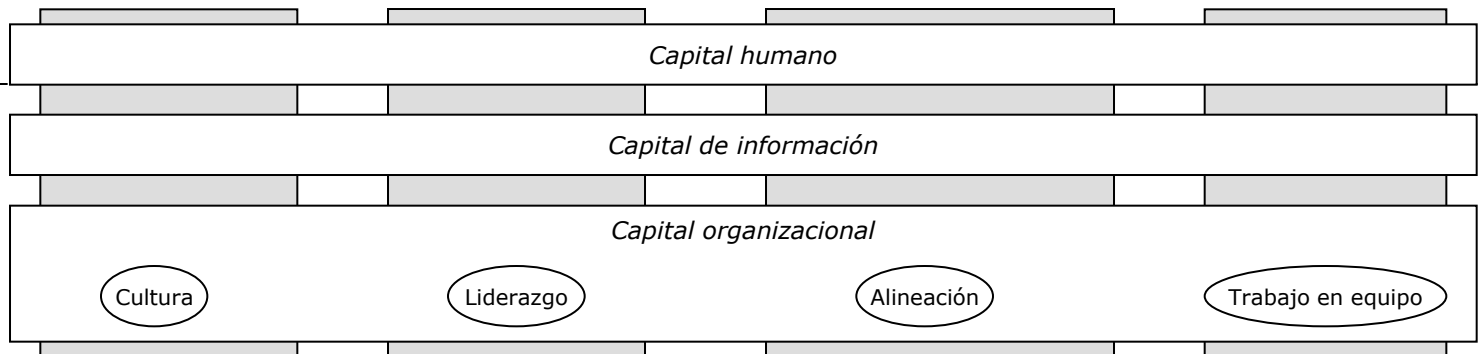 Capital humano
Capital de información
Capital organizacional
Cultura
Liderazgo
Alineación
Trabajo en equipo